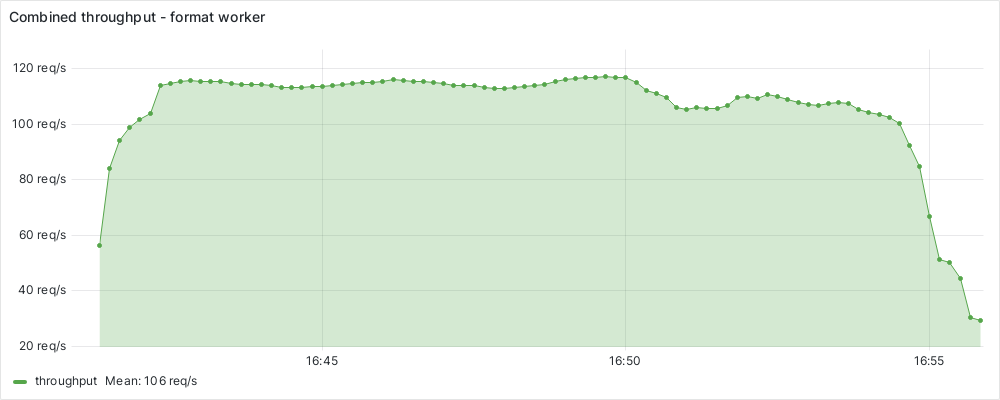 Combined throughput - format worker
120 req/s
100 req/s
80 req/s
60 req/s
40 req/s
20 req/s
16:45 16:50 16:55
throughput Mean: 106 req/s